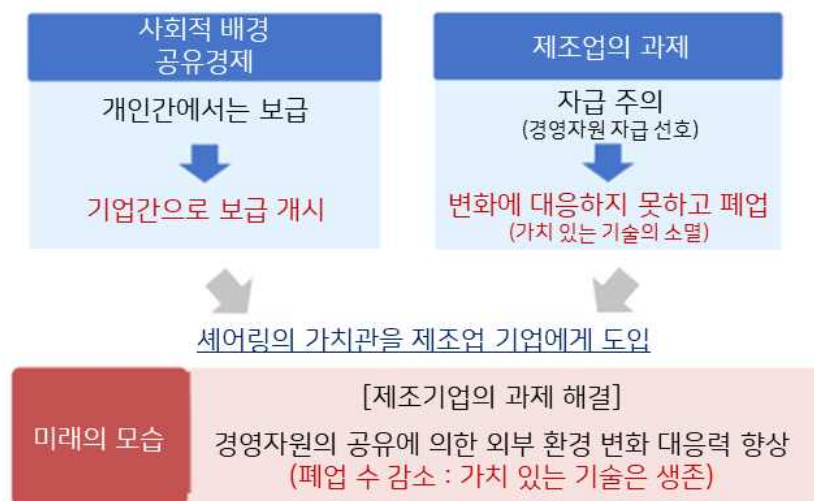 사회적 배경
공유경제
개인간에서는 보급
기업간으로 보급 개시
제조업의 과제
자급 주의
(경영자원 자급 선호)
변화에 대응하지 못하고 폐업
(가치 있는 기술의 소멸)
셰어링의 가치관을 제조업 기업에게 도입
미래의 모습
[제조기업의 과제 해결]
경영자원의 공유에 의한 외부 환경 변화 대응력 향상
(폐업 수 감소 : 가치 있는 기술은 생존)